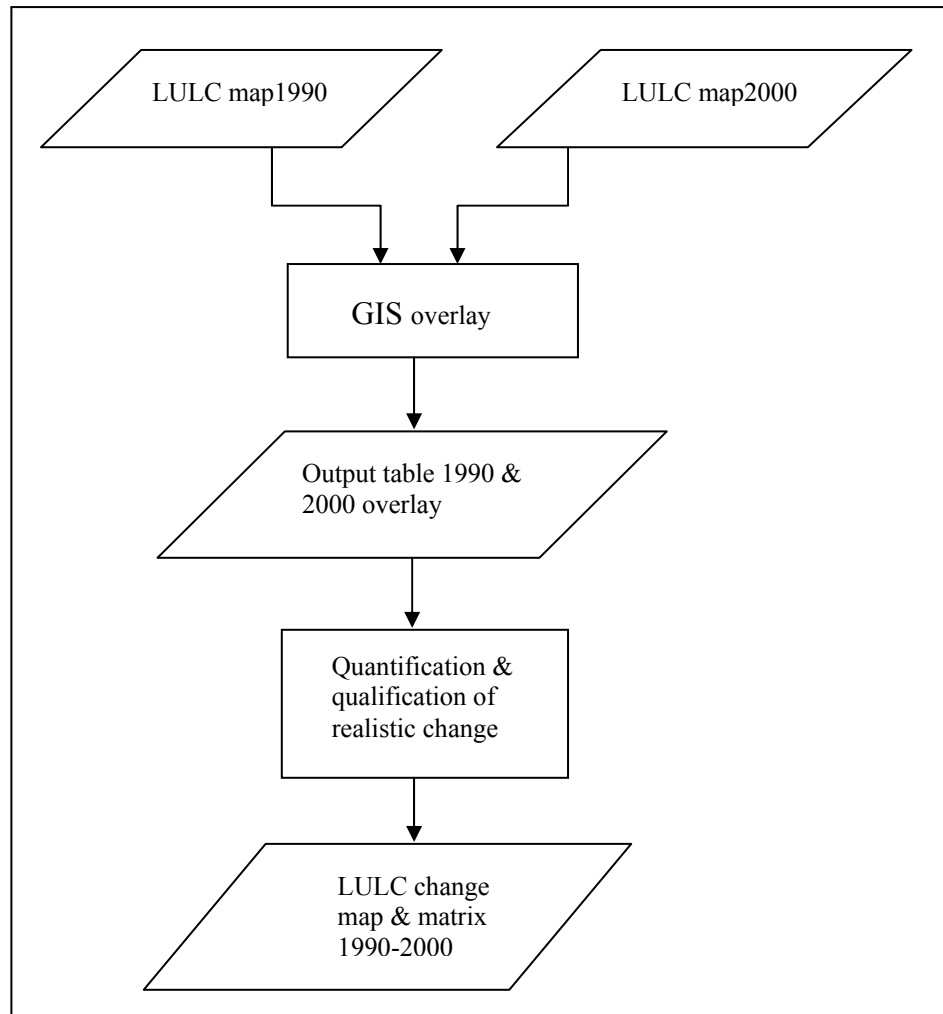 LULC map1990
LULC map2000
GIS overlay
Output table 1990 &
2000 overlay
Quantification &
qualification of
realistic change
LULC change
map & matrix
1990-2000